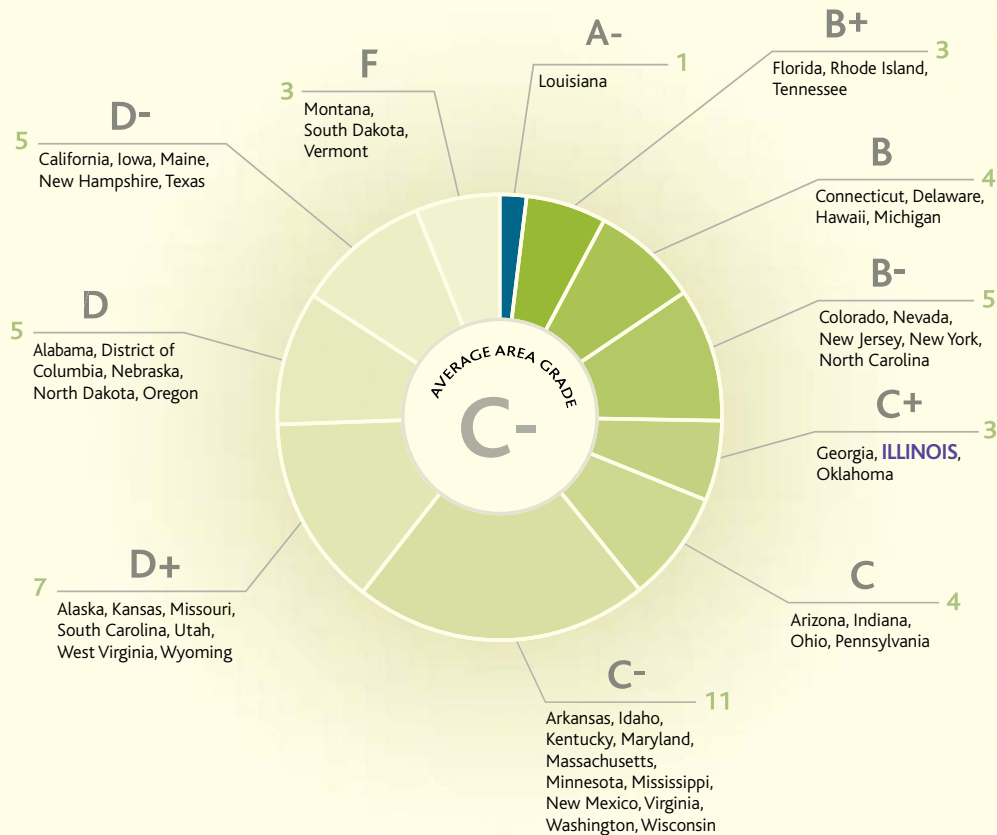 A-
1
Louisiana
B+
3
Florida, Rhode Island,
Tennessee
B
4
Connecticut, Delaware,
Hawaii, Michigan
B-
5
Colorado, Nevada,
New Jersey, New York,
North Carolina
C+
3
Georgia, ILLINOIS,
Oklahoma
C
4
Arizona, Indiana,
Ohio, Pennsylvania
C-
11
Arkansas, Idaho,
Kentucky, Maryland,
Massachusetts,
Minnesota, Mississippi,
New Mexico, Virginia,
Washington, Wisconsin
D+
7
Alaska, Kansas, Missouri,
South Carolina, Utah,
West Virginia, Wyoming
D
5
Alabama, District of
Columbia, Nebraska,
North Dakota, Oregon
D-
5
California, Iowa, Maine,
New Hampshire, Texas
F
3
Montana,
South Dakota,
Vermont
AVERAGE AREA GRADE
C-